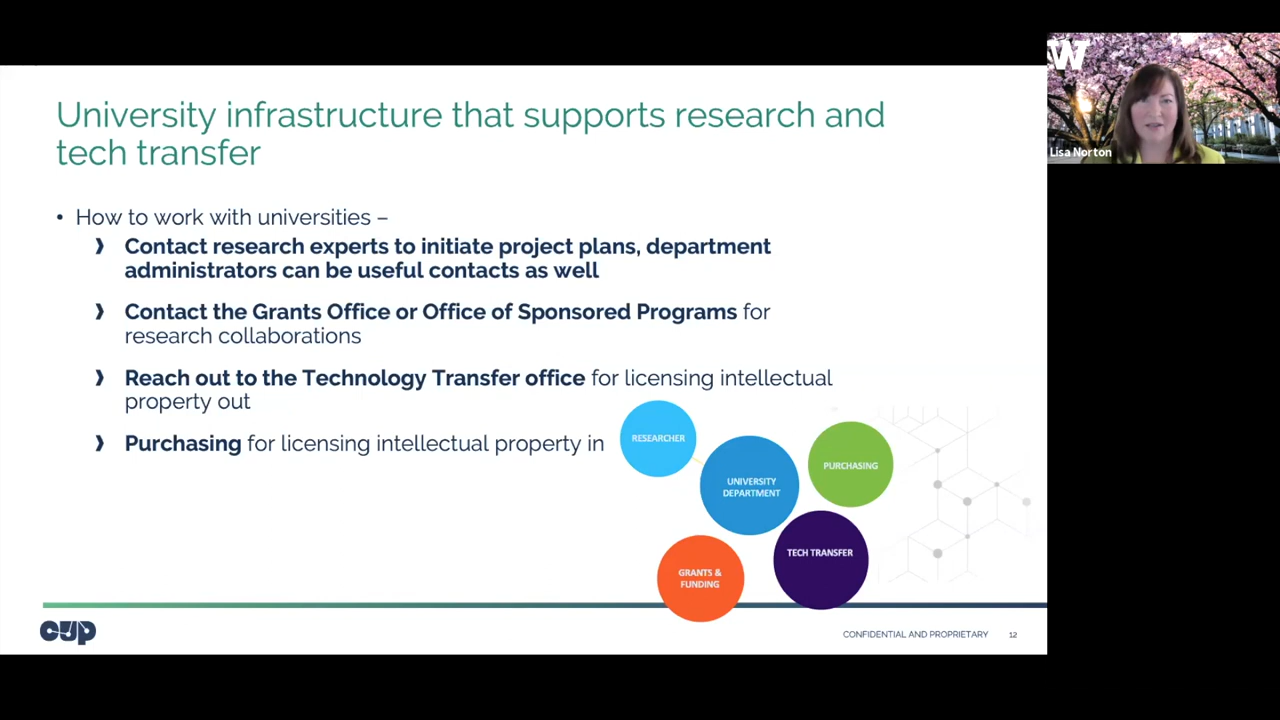 University infrastructure that supports research and
tech transfer
• How to work with universities –
❱ Contact research experts to initiate project plans, department
administrators can be useful contacts as well
❱ Contact the Grants Office or Office of Sponsored Programs for
research collaborations
❱ Reach out to the Technology Transfer office for licensing intellectual
property out
❱ Purchasing for licensing intellectual property in
RESEARCHER
UNIVERSITY
DEPARTMENT
PURCHASING
TECH TRANSFER
GRANTS &
FUNDING
CUP
CONFIDENTIAL AND PROPRIETARY 12
W
Lisa Norton